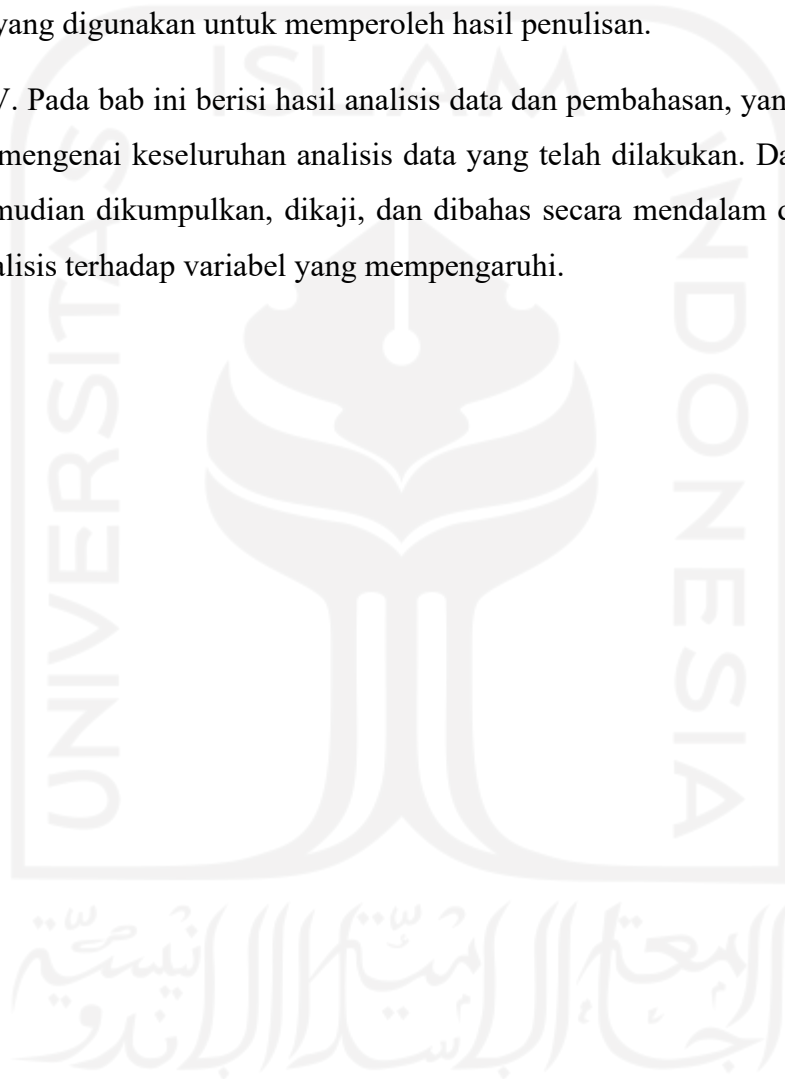 yang digunakan untuk memperoleh hasil penulisan.
V. Pada bab ini berisi hasil analisis data dan pembahasan, yan
mengenai keseluruhan analisis data yang telah dilakukan. Da
mudian dikumpulkan, dikaji, dan dibahas secara mendalam d
alisis terhadap variabel yang mempengaruhi.
ISLAM
UNIVERSITAS
INDONESIA